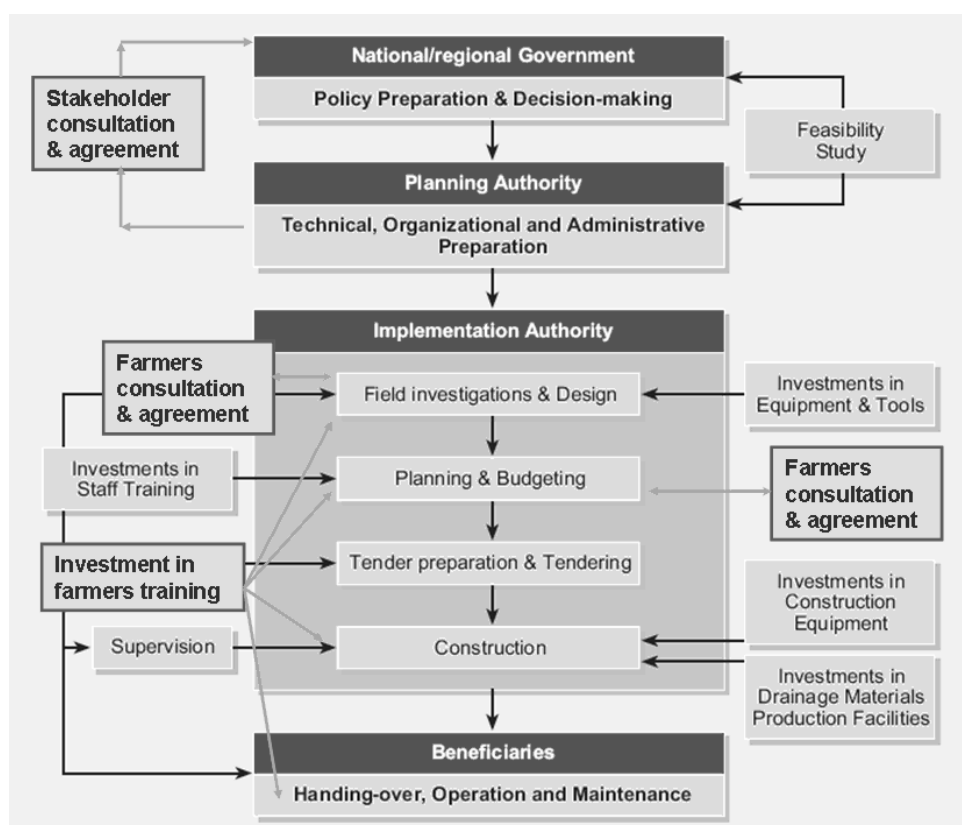 National/regional Government
Policy Preparation & Decision-making
Stakeholder
consultation
& agreement
Feasibility
Study
Planning Authority
Technical, Organizational and Administrative
Preparation
Implementation Authority
Farmers
consultation
& agreement
Field investigations & Design
Investments in
Equipment & Tools
Investments in
Staff Training
Planning & Budgeting
Farmers
consultation
& agreement
Investment in
farmers training
Tender preparation & Tendering
Investments in
Construction
Equipment
Supervision
Construction
Investments in
Drainage Materials
Production Facilities
Beneficiaries
Handing-over, Operation and Maintenance